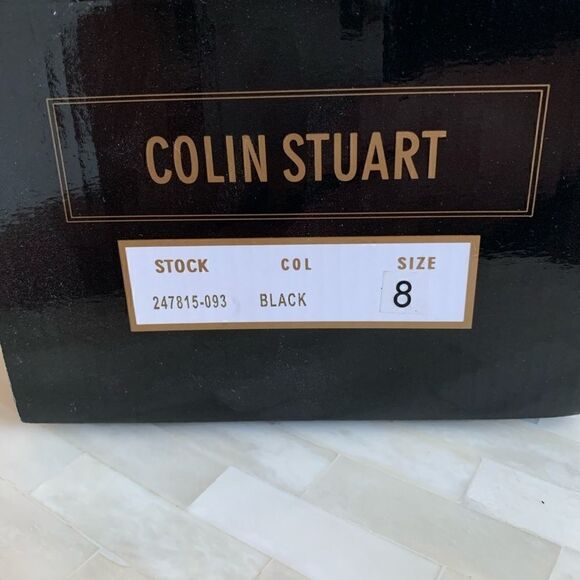 COLIN STUART
STOCK COL SIZE
247815-093 BLACK 8